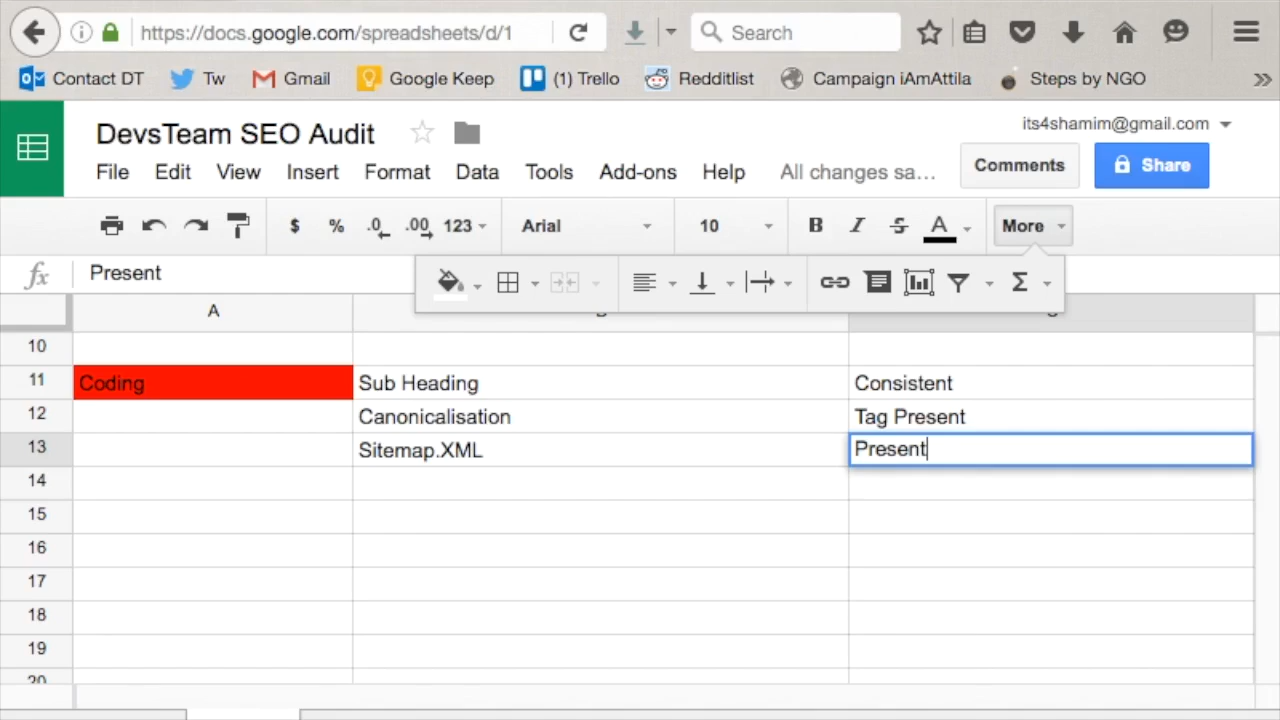 https://docs.google.com/spreadsheets/d/1 Search
Contact DT Tw Gmail Google Keep (1) Trello Redditlist Campaign iAmAttila Steps by NGO
DevsTeam SEO Audit its4shamim@gmail.com
File Edit View Insert Format Data Tools Add-ons Help All changes sa... Comments Share
$ % .0 .00 123 Arial 10 B I S A More
fx Present Σ
A
10
11 Coding Sub Heading Consistent
12 Canonicalisation Tag Present
13 Sitemap.XML Present
14
15
16
17
18
19
20